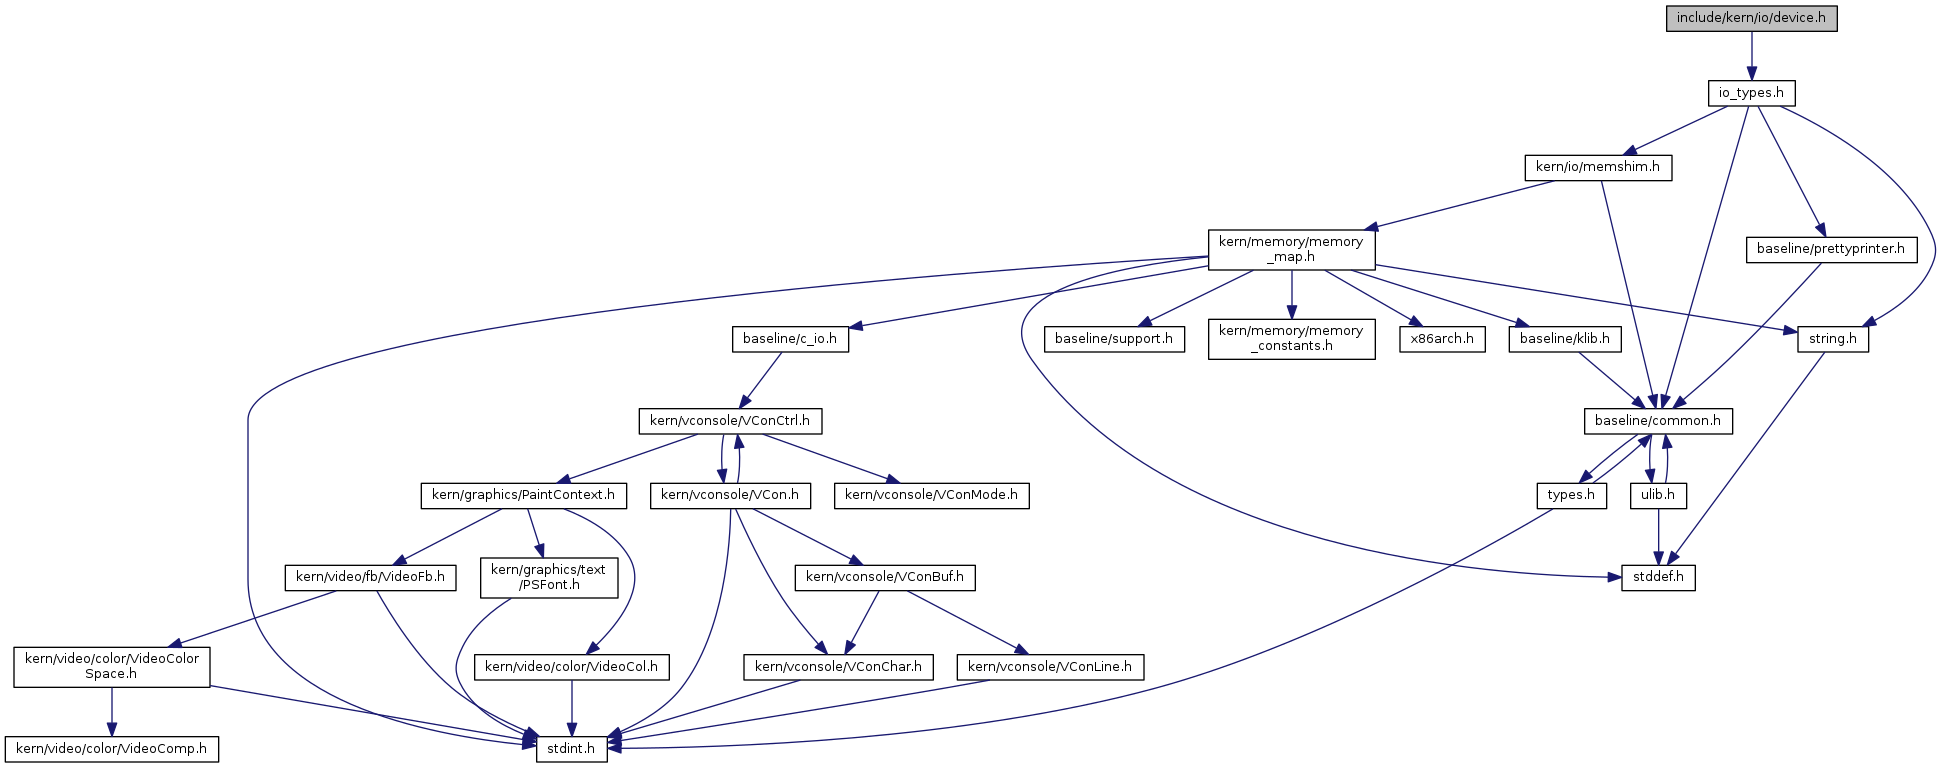 include/kern/io/device.h
io_types.h
kern/io/memshim.h
kern/memory/memory
_map.h
baseline/prettyprinter.h
baseline/c_io.h
baseline/support.h
kern/memory/memory
_constants.h
x86arch.h
baseline/klib.h
string.h
kern/vconsole/VConCtrl.h
baseline/common.h
kern/graphics/PaintContext.h
kern/vconsole/VCon.h
kern/vconsole/VConMode.h
types.h
ulib.h
kern/video/fb/VideoFb.h
kern/graphics/text
/PSFont.h
kern/vconsole/VConBuf.h
stddef.h
kern/video/color/VideoColor
Space.h
kern/video/color/VideoCol.h
kern/vconsole/VConChar.h
kern/vconsole/VConLine.h
kern/video/color/VideoComp.h
stdint.h